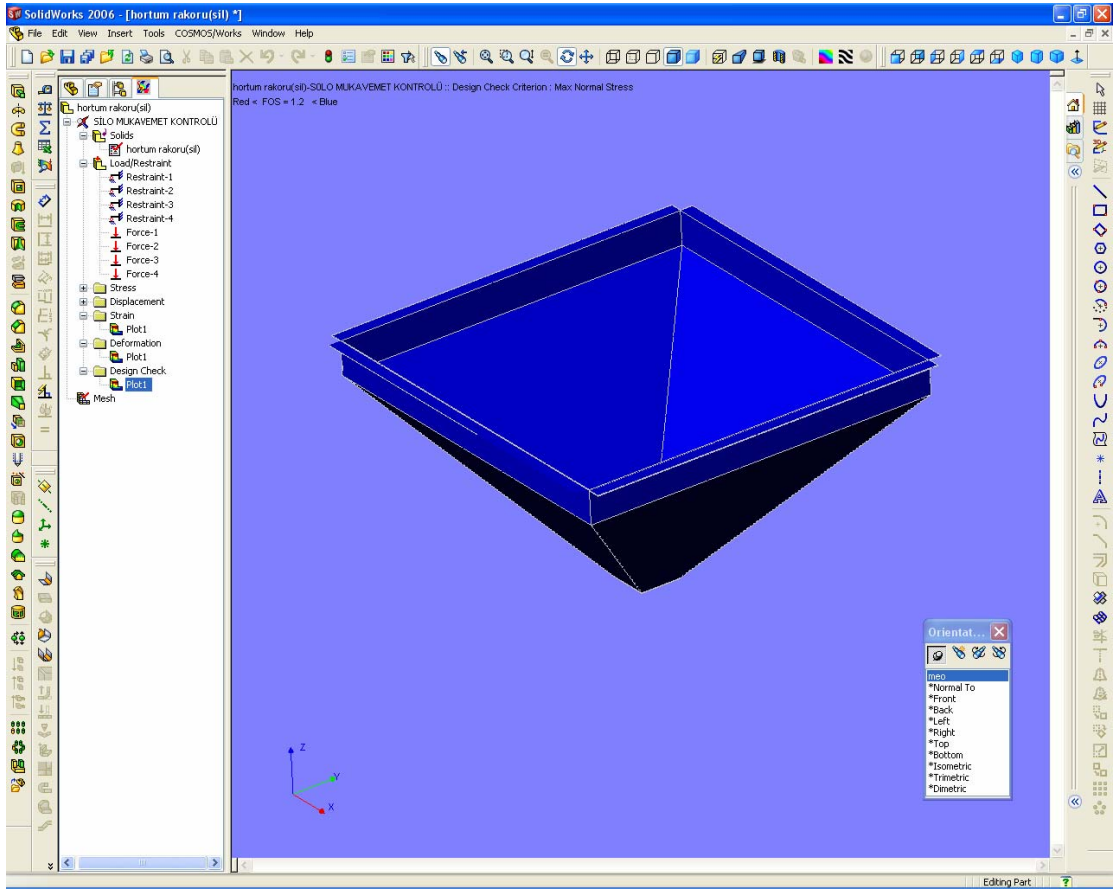 SolidWorks 2006 - [hortum rakoru(sil) *]
File Edit View Insert Tools COSMOS/Works Window Help
hortum rakoru(sil)-SOLO MUKAVEMET KONTROLÜ :: Design Check Criterion : Max Normal Stress
Red < FOS = 1.2 < Blue
hortum rakoru(sil)
SİLO MUKAVEMET KONTROLÜ
Solids
hortum rakoru(sil)
Load/Restraint
Restraint-1
Restraint-2
Restraint-3
Restraint-4
Force-1
Force-2
Force-3
Force-4
Stress
Displacement
Strain
Plot1
Deformation
Plot1
Design Check
Plot1
Mesh
Orientat...
meo
*Normal To
*Front
*Back
*Left
*Right
*Top
*Bottom
*Isometric
*Trimetric
*Dimetric
Z
Y
X
Editing Part